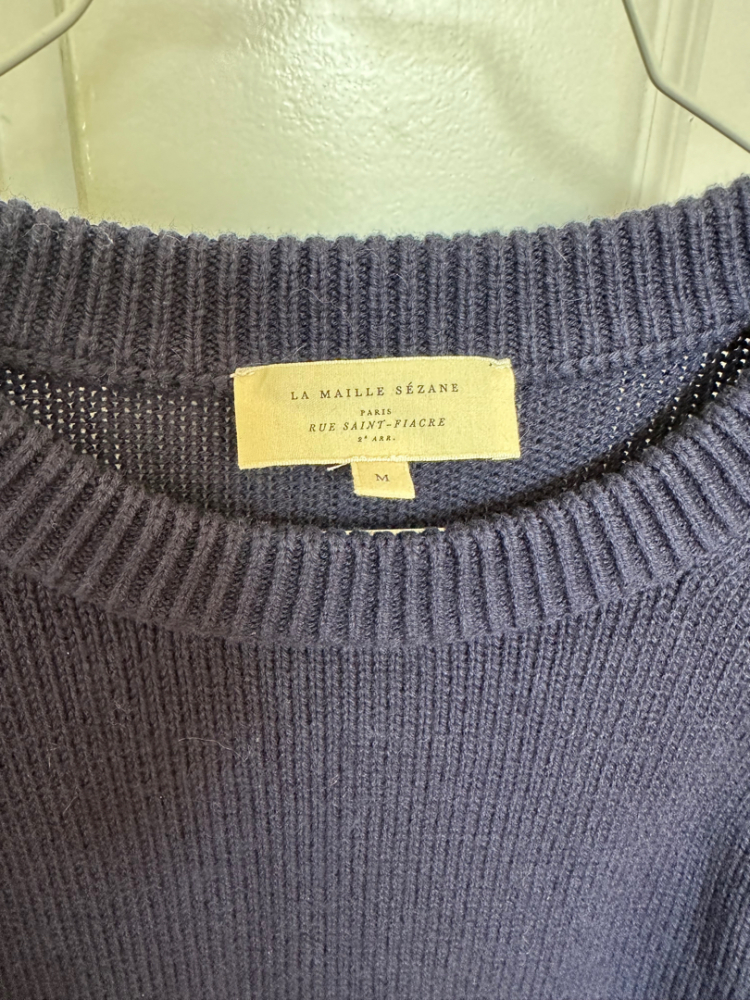 LA MAILLE SÉZANE
PARIS
RUE SAINT-FIACRE
2ᵉ ARR.
M